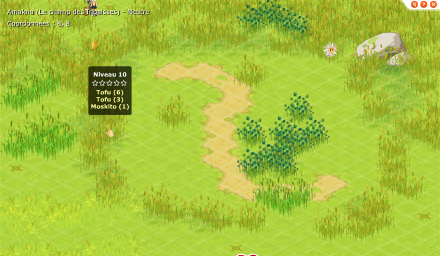 Amakna (Le champ des Ingalsses) - Neutre
Coordonnées : 8, 8
Niveau 10
Tofu (6)
Tofu (3)
Moskito (1)